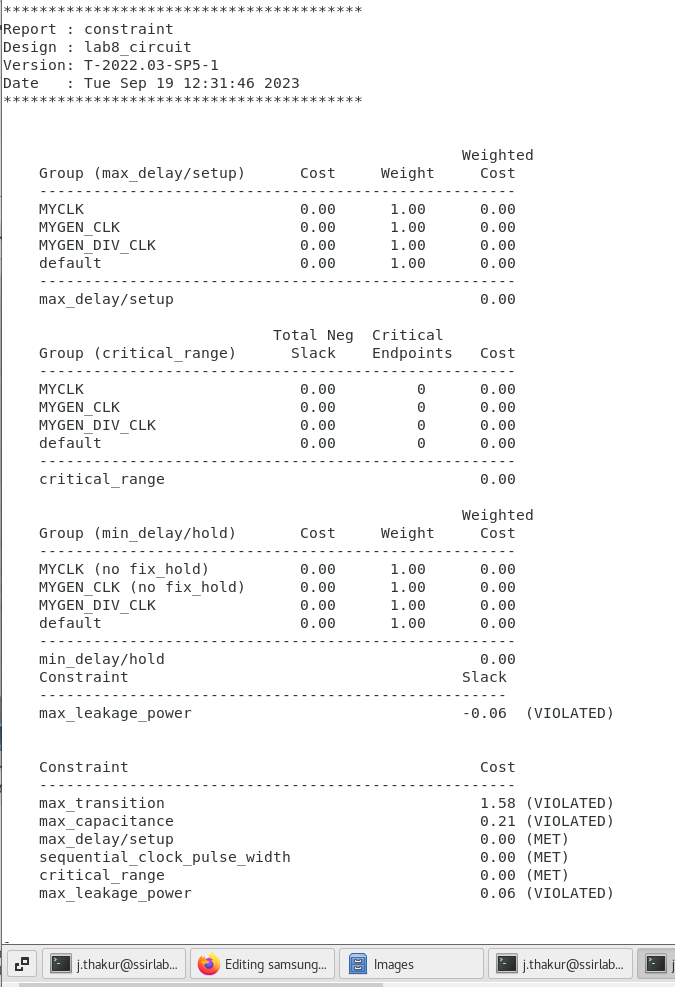 ****************************************
Report : constraint
Design : lab8_circuit
Version: T-2022.03-SP5-1
Date   : Tue Sep 19 12:31:46 2023
****************************************
                                                   Weighted
    Group (max_delay/setup)      Cost     Weight     Cost
    -----------------------------------------------------
    MYCLK                        0.00      1.00      0.00
    MYGEN_CLK                    0.00      1.00      0.00
    MYGEN_DIV_CLK                0.00      1.00      0.00
    default                      0.00      1.00      0.00
    -----------------------------------------------------
    max_delay/setup                                  0.00
                              Total Neg  Critical
    Group (critical_range)      Slack    Endpoints   Cost
    -----------------------------------------------------
    MYCLK                        0.00         0      0.00
    MYGEN_CLK                    0.00         0      0.00
    MYGEN_DIV_CLK                0.00         0      0.00
    default                      0.00         0      0.00
    -----------------------------------------------------
    critical_range                                   0.00
                                                   Weighted
    Group (min_delay/hold)       Cost     Weight     Cost
    -----------------------------------------------------
    MYCLK (no fix_hold)          0.00      1.00      0.00
    MYGEN_CLK (no fix_hold)      0.00      1.00      0.00
    MYGEN_DIV_CLK                0.00      1.00      0.00
    default                      0.00      1.00      0.00
    -----------------------------------------------------
    min_delay/hold                                   0.00
    Constraint                                     Slack
    ----------------------------------------------------
    max_leakage_power                              -0.06  (VIOLATED)
    Constraint                                       Cost
    -----------------------------------------------------
    max_transition                                   1.58 (VIOLATED)
    max_capacitance                                  0.21 (VIOLATED)
    max_delay/setup                                  0.00 (MET)
    sequential_clock_pulse_width                     0.00 (MET)
    critical_range                                   0.00 (MET)
    max_leakage_power                                0.06 (VIOLATED)
j.thakur@ssirlab... Editing samsung... Images j.thakur@ssirlab...